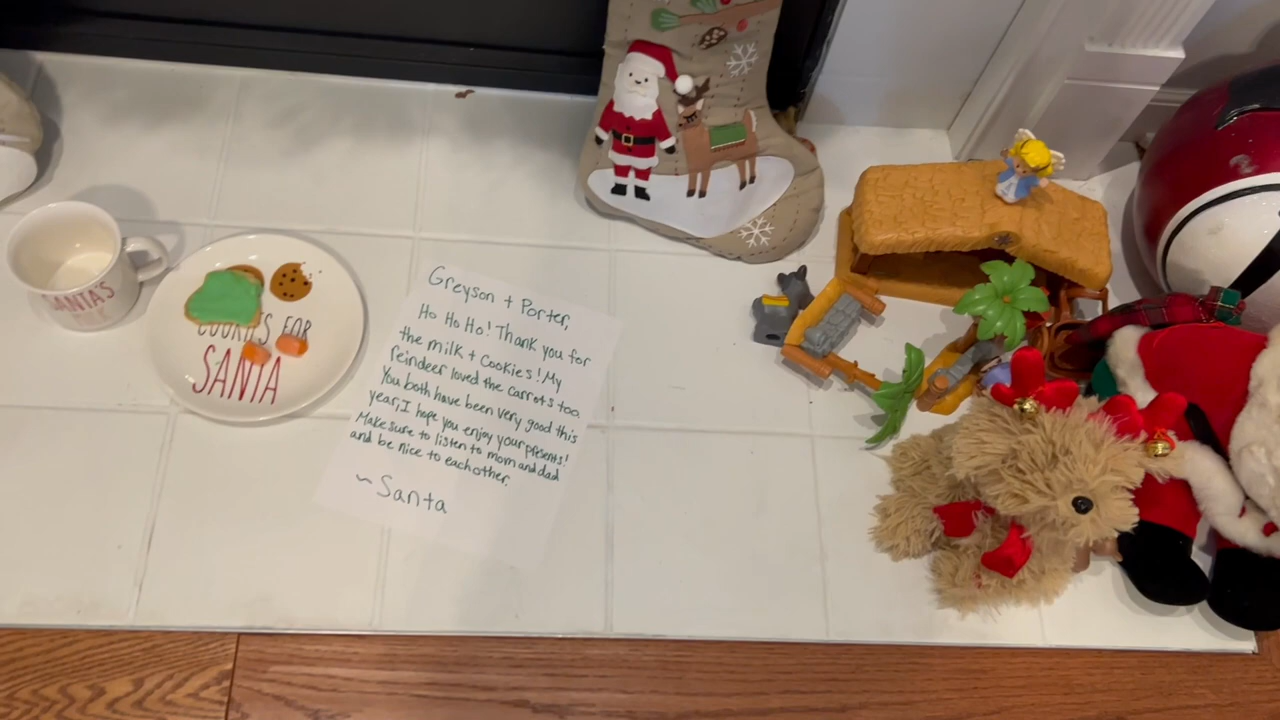 SANTA'S
COOKIES FOR
SANTA
Greyson + Porter,
Ho Ho Ho! Thank you for
the milk + cookies! My
reindeer loved the carrots too.
You both have been very good this
year, I hope you enjoy your presents!
Make sure to listen to mom and dad
and be nice to each other.
~ Santa